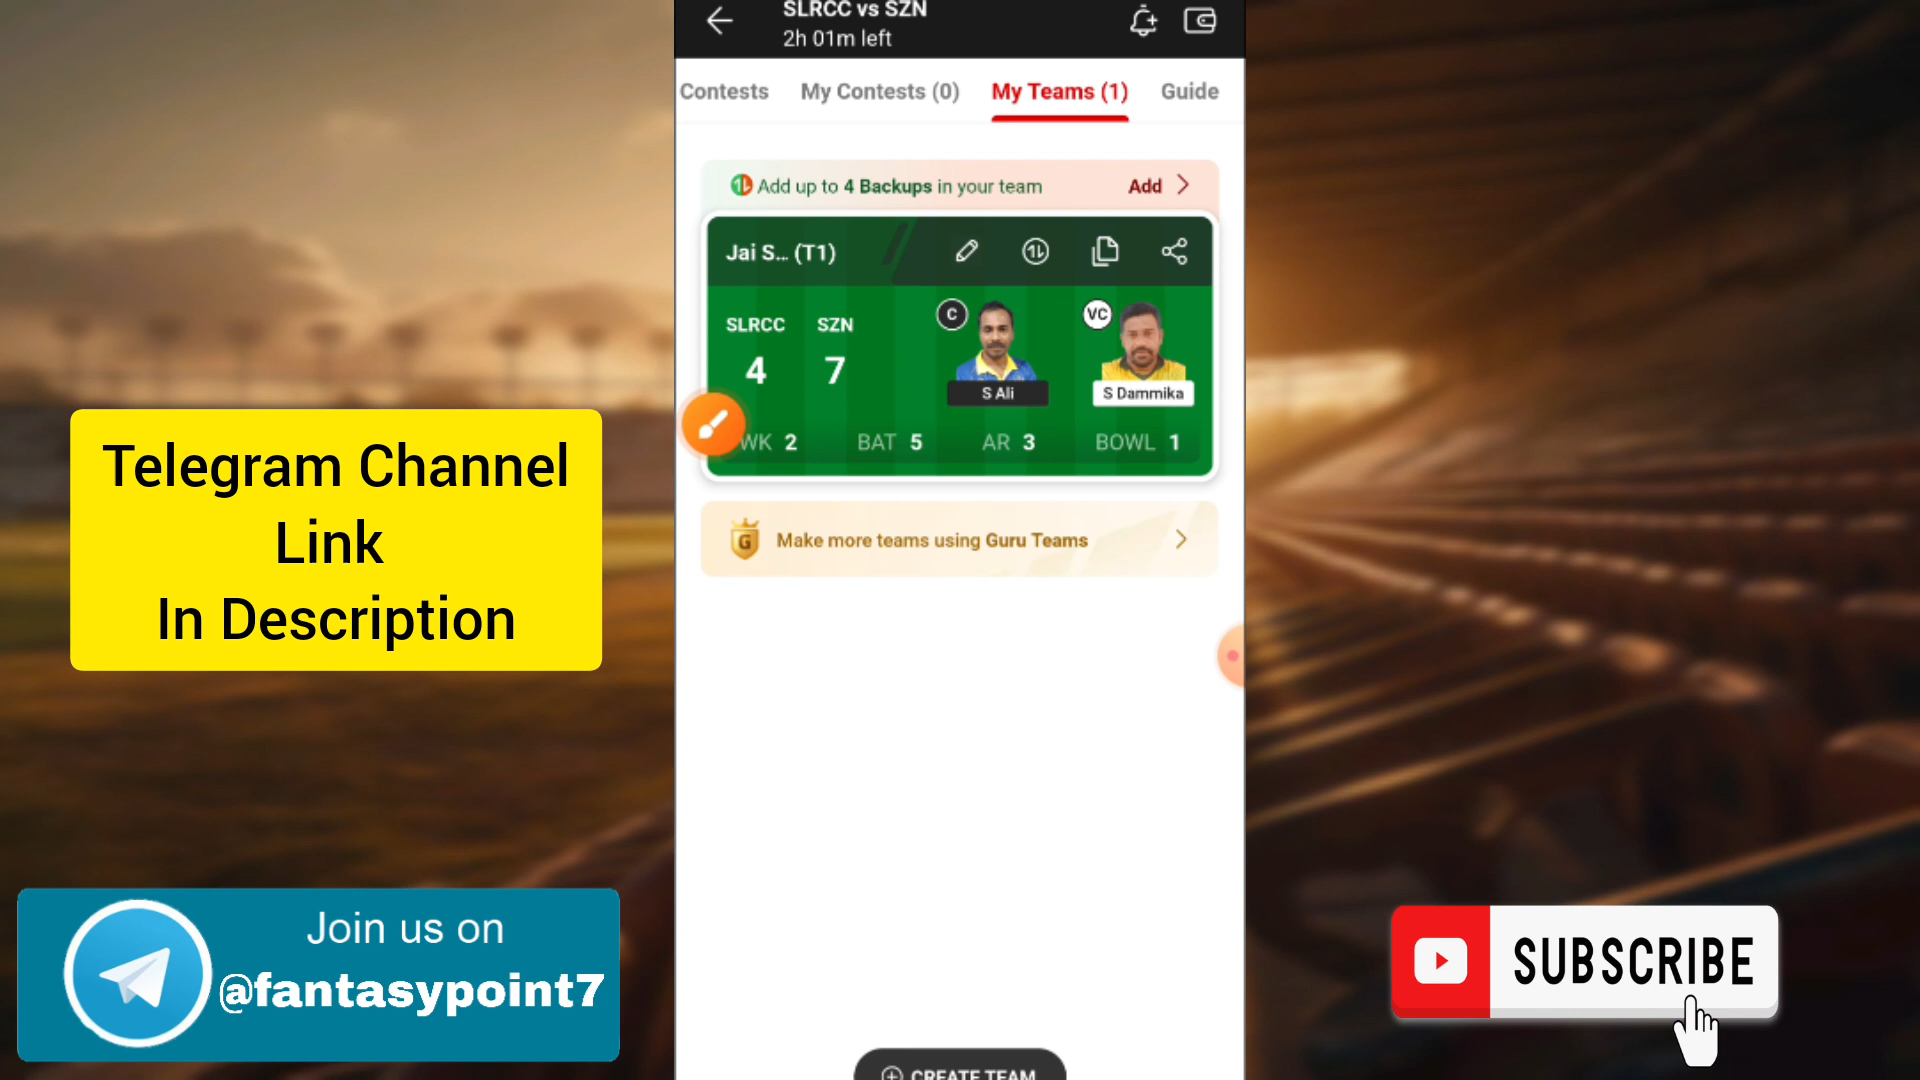 SLRCC vs SZN
2h 01m left
Contests My Contests (0) My Teams (1) Guide
Add up to 4 Backups in your team Add
Jai S... (T1)
SLRCC SZN C VC
4 7
S Ali S Dammika
WK 2 BAT 5 AR 3 BOWL 1
G Make more teams using Guru Teams
CREATE TEAM
Telegram Channel
Link
In Description
Join us on
@fantasypoint7
SUBSCRIBE